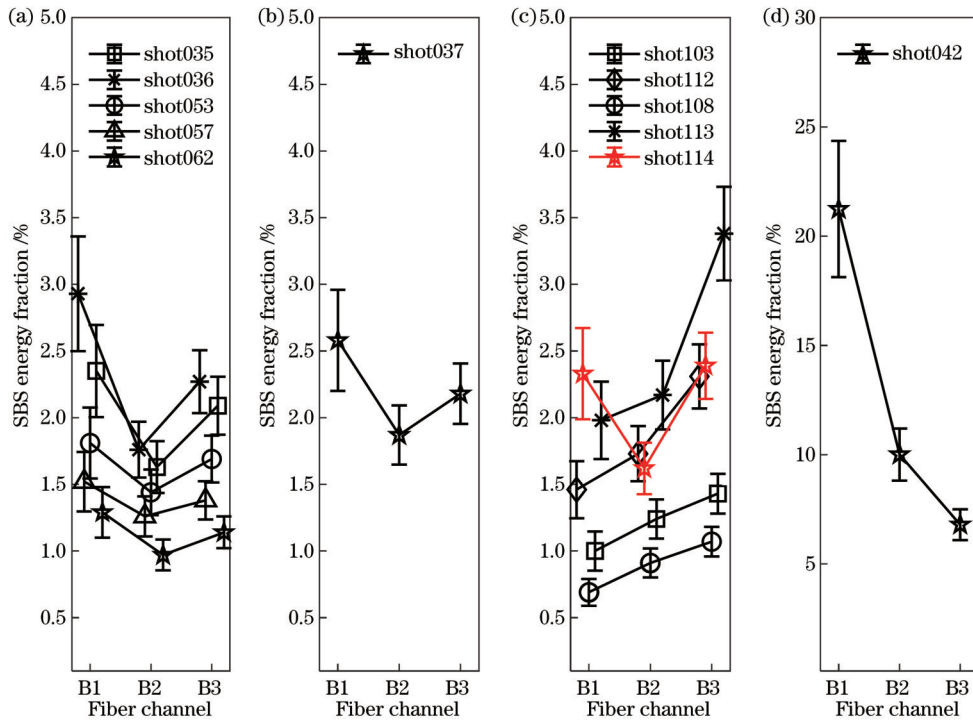 (a)
SBS energy fraction /%
5.0
4.5
4.0
3.5
3.0
2.5
2.0
1.5
1.0
0.5
shot035
shot036
shot053
shot057
shot062
B1 B2 B3
Fiber channel
(b)
SBS energy fraction /%
5.0
4.5
4.0
3.5
3.0
2.5
2.0
1.5
1.0
0.5
shot037
B1 B2 B3
Fiber channel
(c)
SBS energy fraction /%
5.0
4.5
4.0
3.5
3.0
2.5
2.0
1.5
1.0
0.5
shot103
shot112
shot108
shot113
shot114
B1 B2 B3
Fiber channel
(d)
SBS energy fraction /%
30
25
20
15
10
5
shot042
B1 B2 B3
Fiber channel